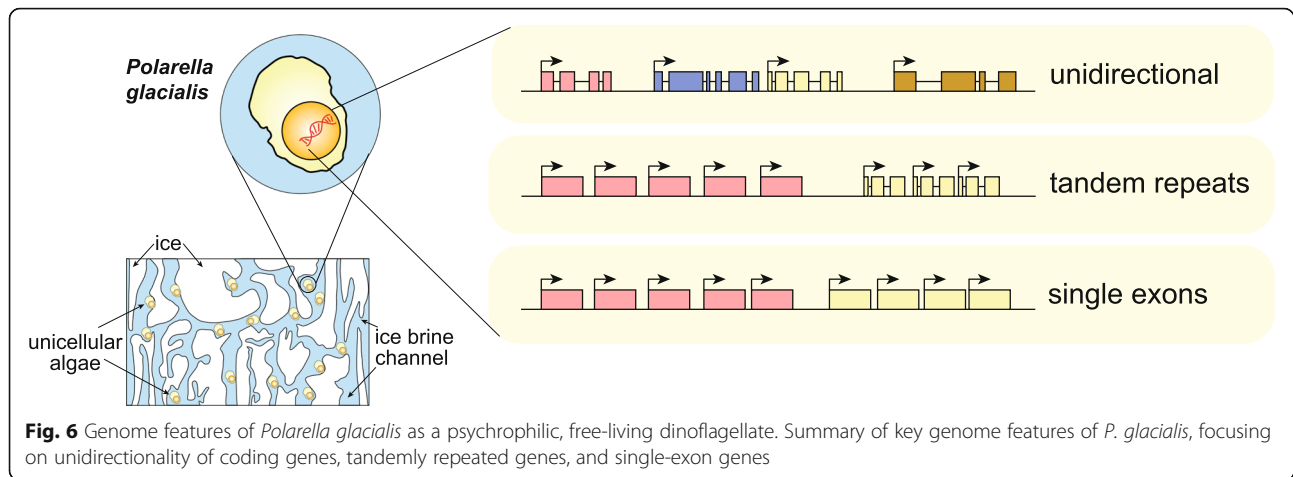 Polarella
glacialis
unidirectional
tandem repeats
single exons
ice
unicellular
algae
ice brine
channel
Fig. 6 Genome features of Polarella glacialis as a psychrophilic, free-living dinoflagellate. Summary of key genome features of P. glacialis, focusing
on unidirectionality of coding genes, tandemly repeated genes, and single-exon genes